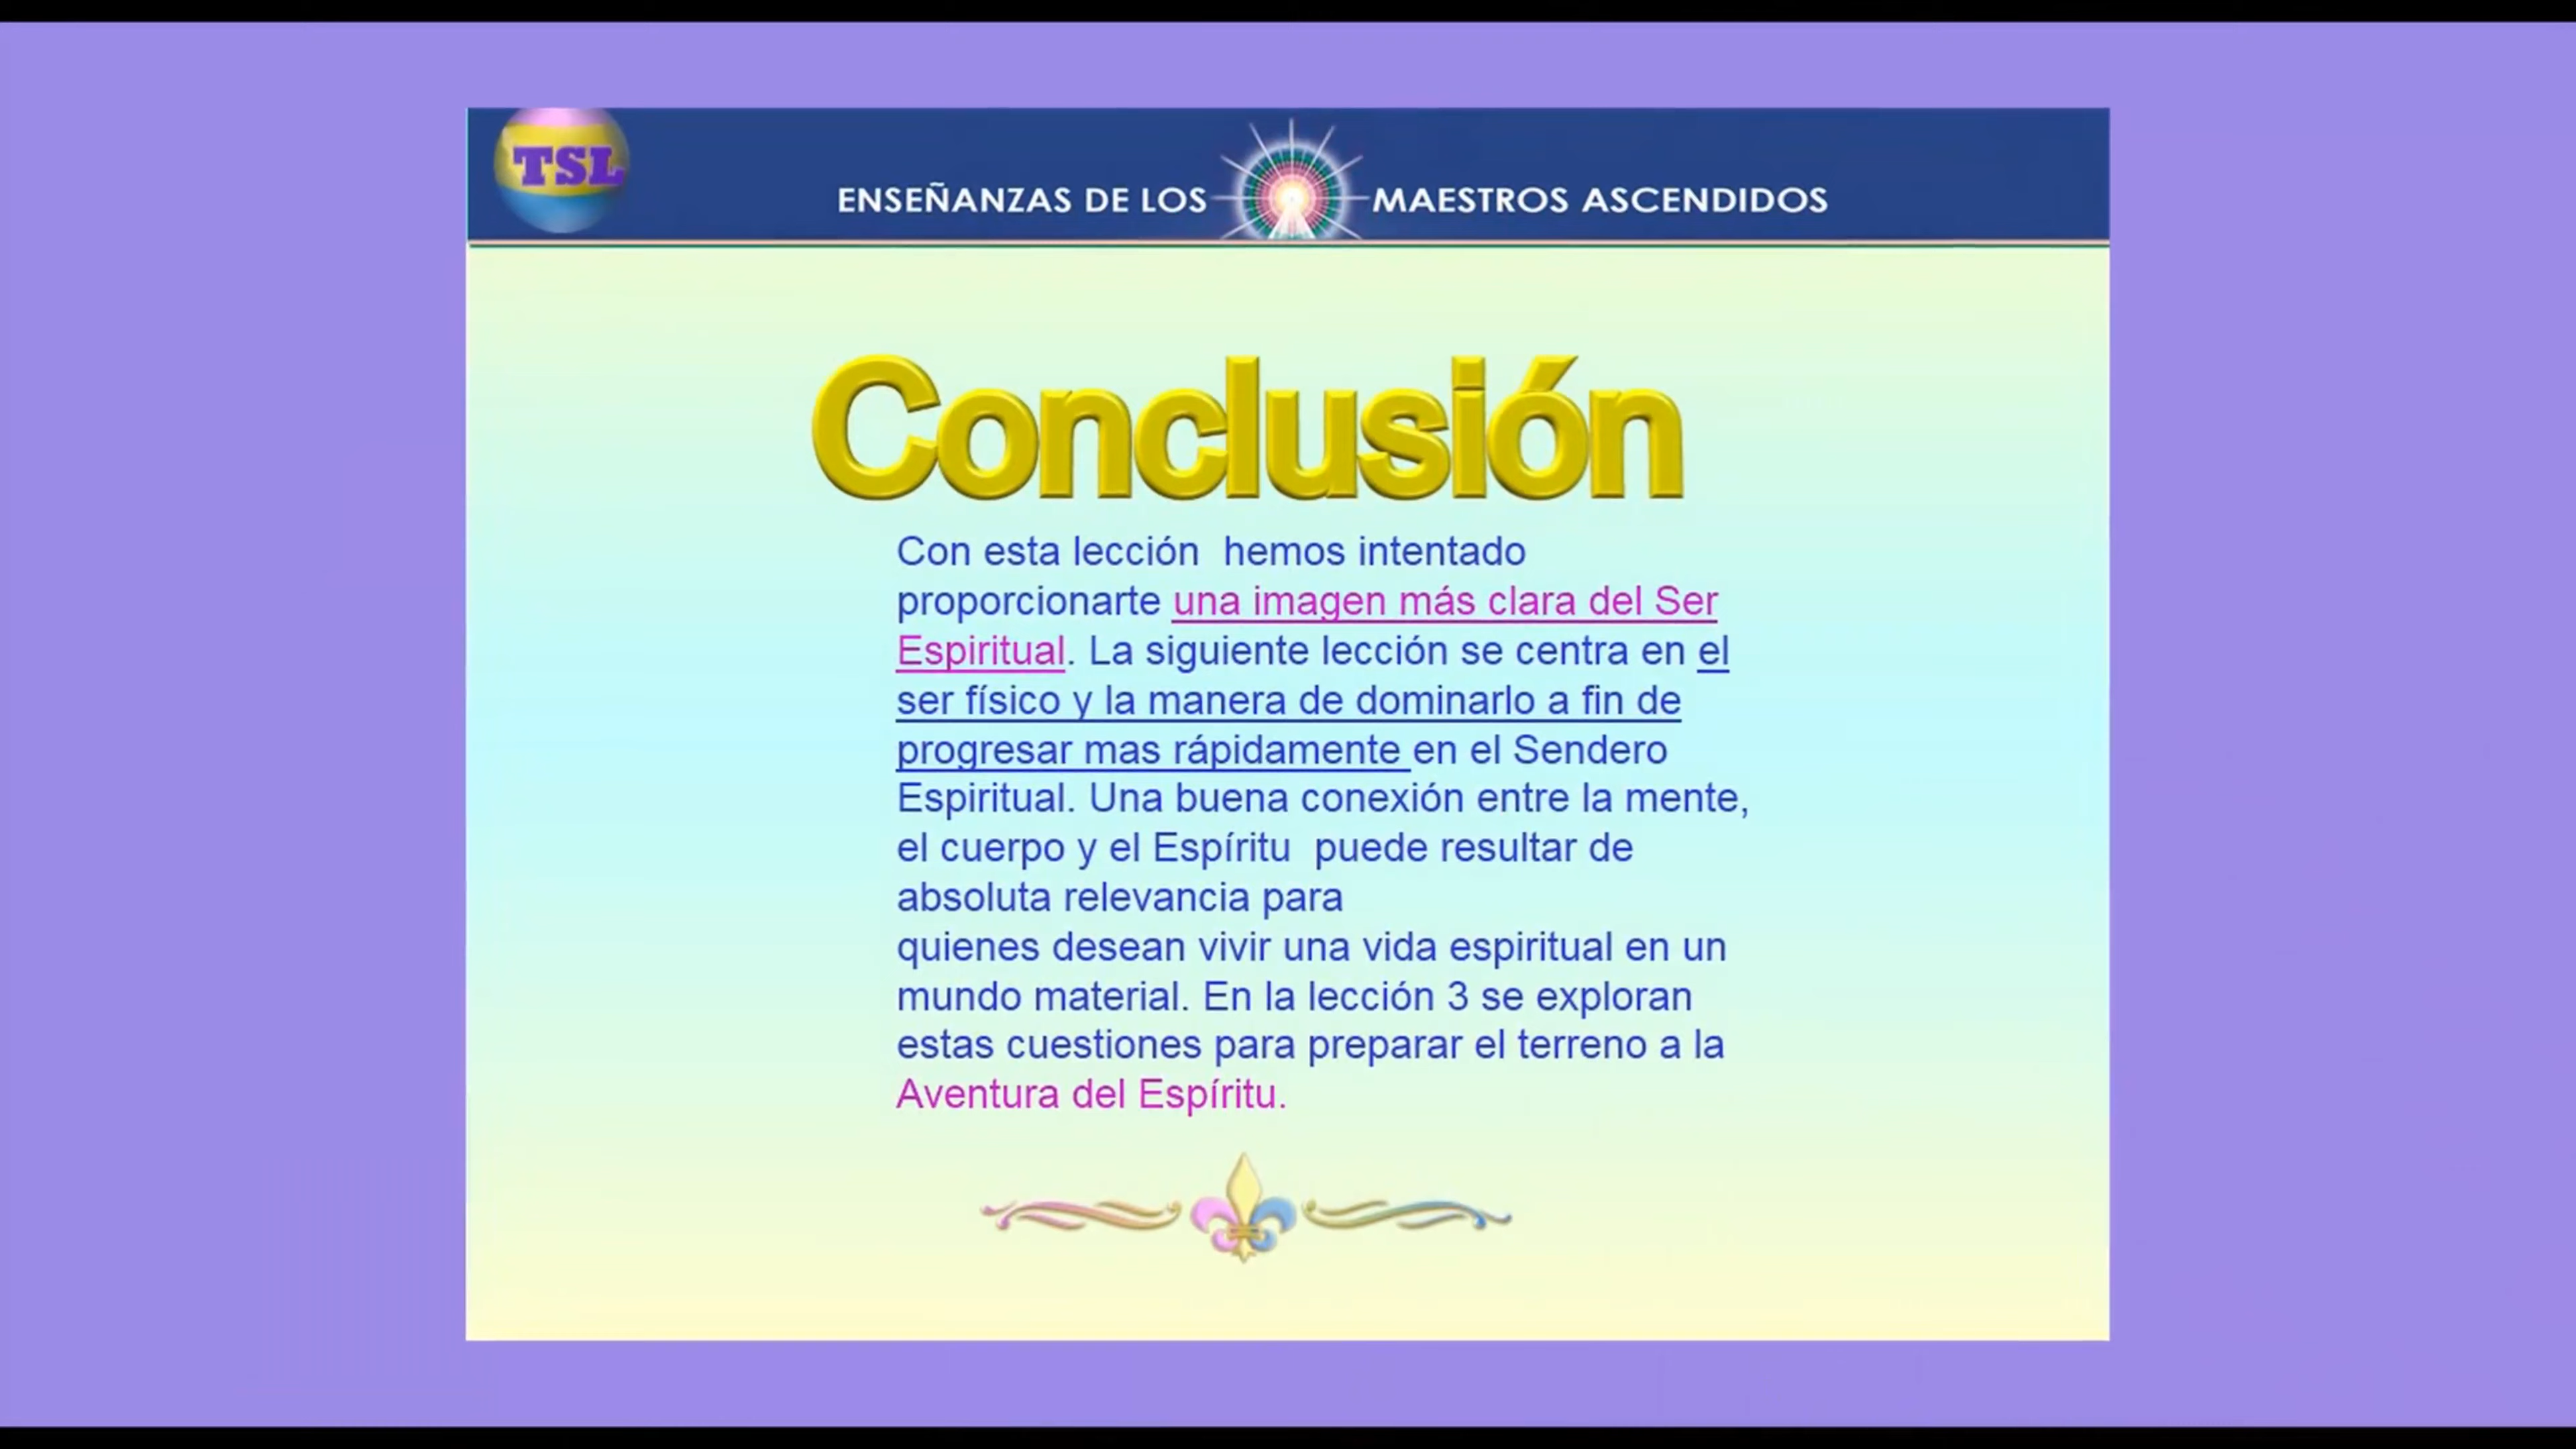 TSL
ENSEÑANZAS DE LOS MAESTROS ASCENDIDOS
Conclusión
Con esta lección hemos intentado
proporcionarte una imagen más clara del Ser
Espiritual. La siguiente lección se centra en el
ser físico y la manera de dominarlo a fin de
progresar mas rápidamente en el Sendero
Espiritual. Una buena conexión entre la mente,
el cuerpo y el Espíritu puede resultar de
absoluta relevancia para
quienes desean vivir una vida espiritual en un
mundo material. En la lección 3 se exploran
estas cuestiones para preparar el terreno a la
Aventura del Espíritu.